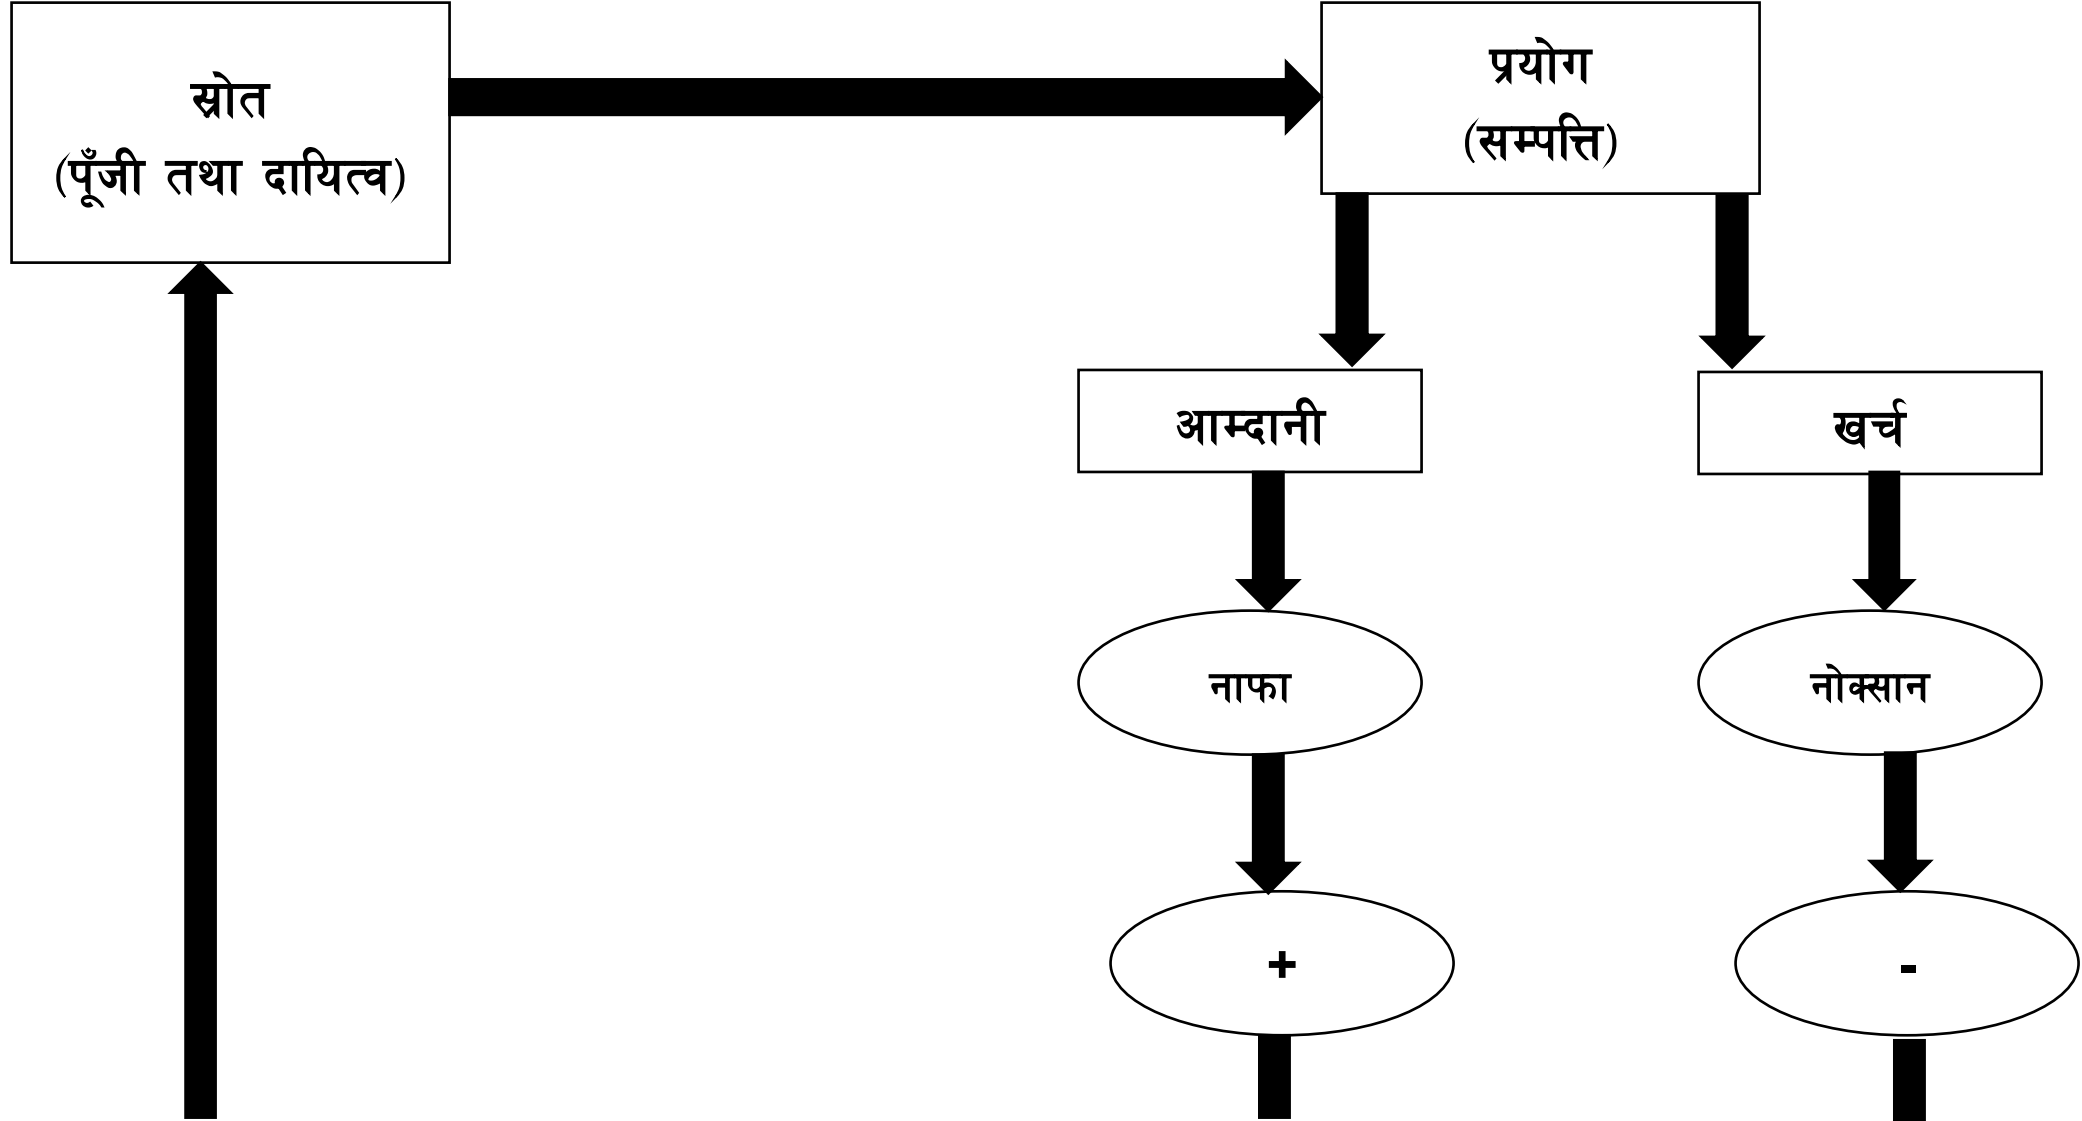 स्रोत
(पूँजी तथा दायित्व)
प्रयोग
(सम्पत्ति)
आम्दानी
खर्च
नाफा
नोक्सान
+
-